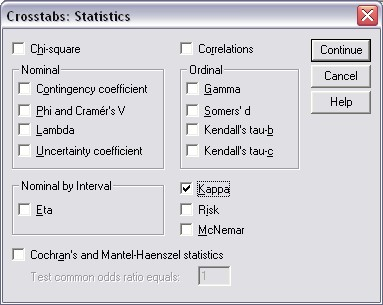 Crosstabs: Statistics
Chi-square
Correlations
Continue
Cancel
Help
Nominal
Contingency coefficient
Phi and Cramér's V
Lambda
Uncertainty coefficient
Ordinal
Gamma
Somers' d
Kendall's tau-b
Kendall's tau-c
Nominal by Interval
Eta
Kappa
Risk
McNemar
Cochran's and Mantel-Haenszel statistics
Test common odds ratio equals: 1